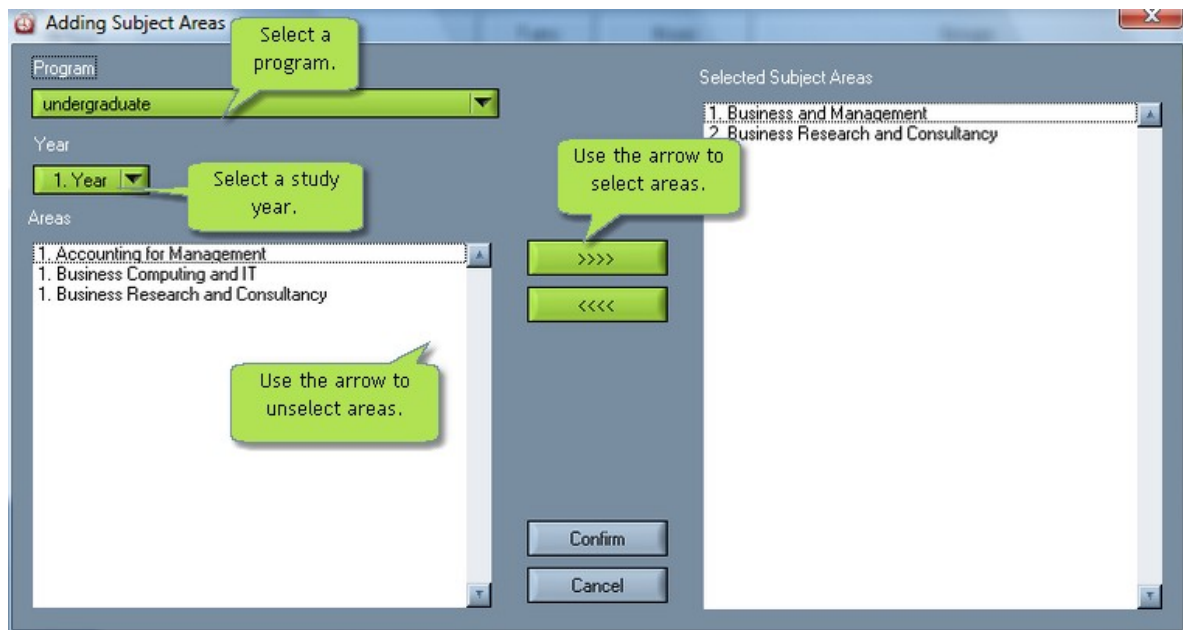 Adding Subject Areas
Select a
program.
Program
undergraduate
Year
1. Year
Select a study
year.
Areas
1. Accounting for Management
1. Business Computing and IT
1. Business Research and Consultancy
Use the arrow to
unselect areas.
Use the arrow to
select areas.
>>>>
<<<<
Confirm
Cancel
Selected Subject Areas
1. Business and Management
2. Business Research and Consultancy